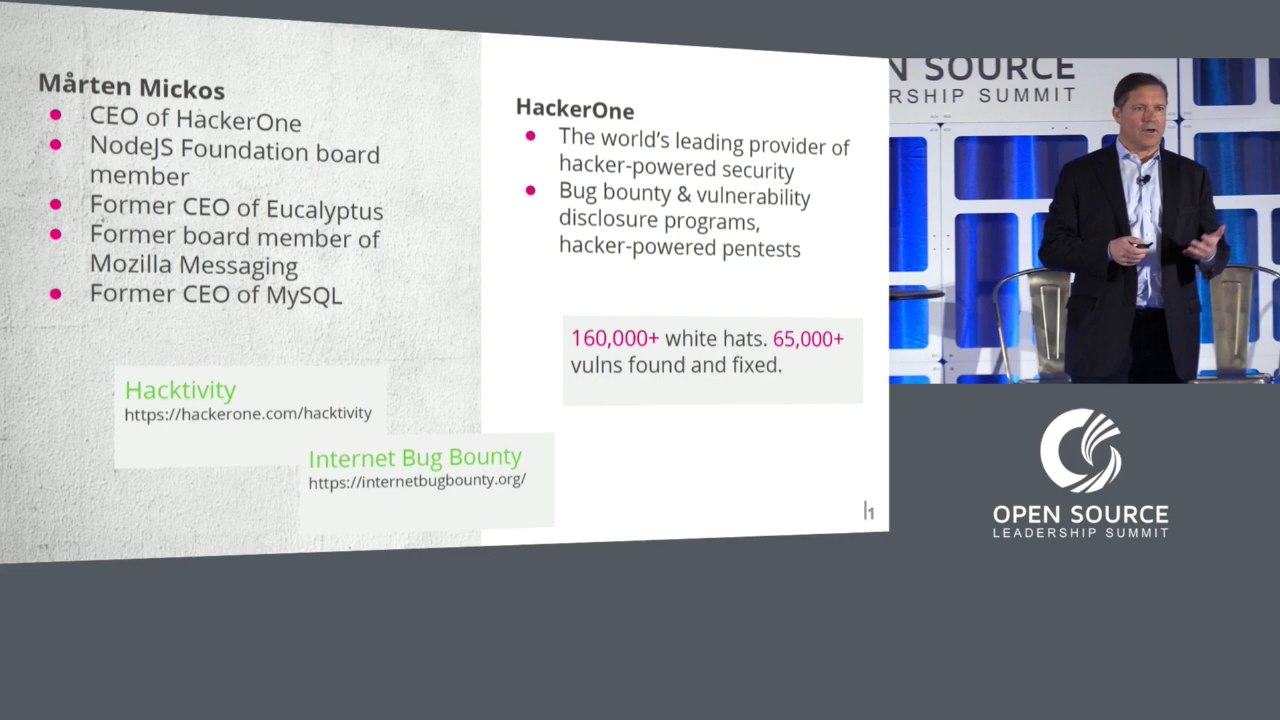 Mårten Mickos
● CEO of HackerOne
● NodeJS Foundation board
member
● Former CEO of Eucalyptus
● Former board member of
Mozilla Messaging
● Former CEO of MySQL
Hacktivity
https://hackerone.com/hacktivity
Internet Bug Bounty
https://internetbugbounty.org/
HackerOne
● The world's leading provider of
hacker-powered security
● Bug bounty & vulnerability
disclosure programs,
hacker-powered pentests
160,000+ white hats. 65,000+
vulns found and fixed.
1
N SOURCE
RSHIP SUMMIT
OPEN SOURCE
LEADERSHIP SUMMIT